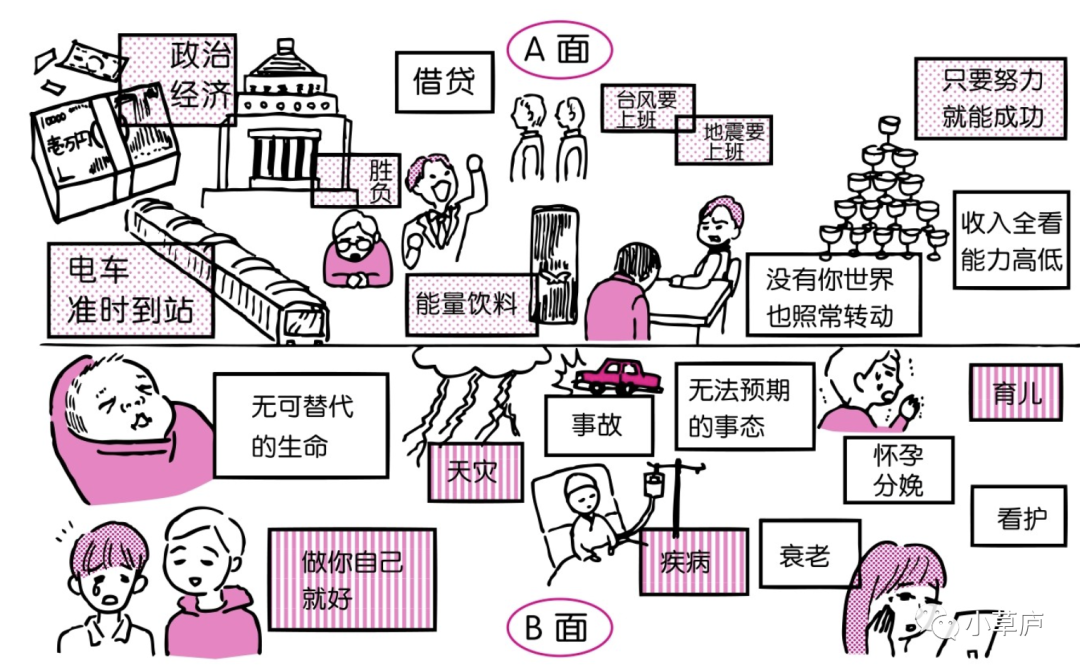 A 面
政治
经济
借贷
台风要
上班
地震要
上班
只要努力
就能成功
10000
壱万円
胜
负
收入全看
能力高低
电车
准时到站
能量饮料
没有你世界
也照常转动
无可替代
的生命
天灾
事故
无法预期
的事态
育儿
怀孕
分娩
看护
做你自己
就好
疾病
衰老
B 面
小草庐